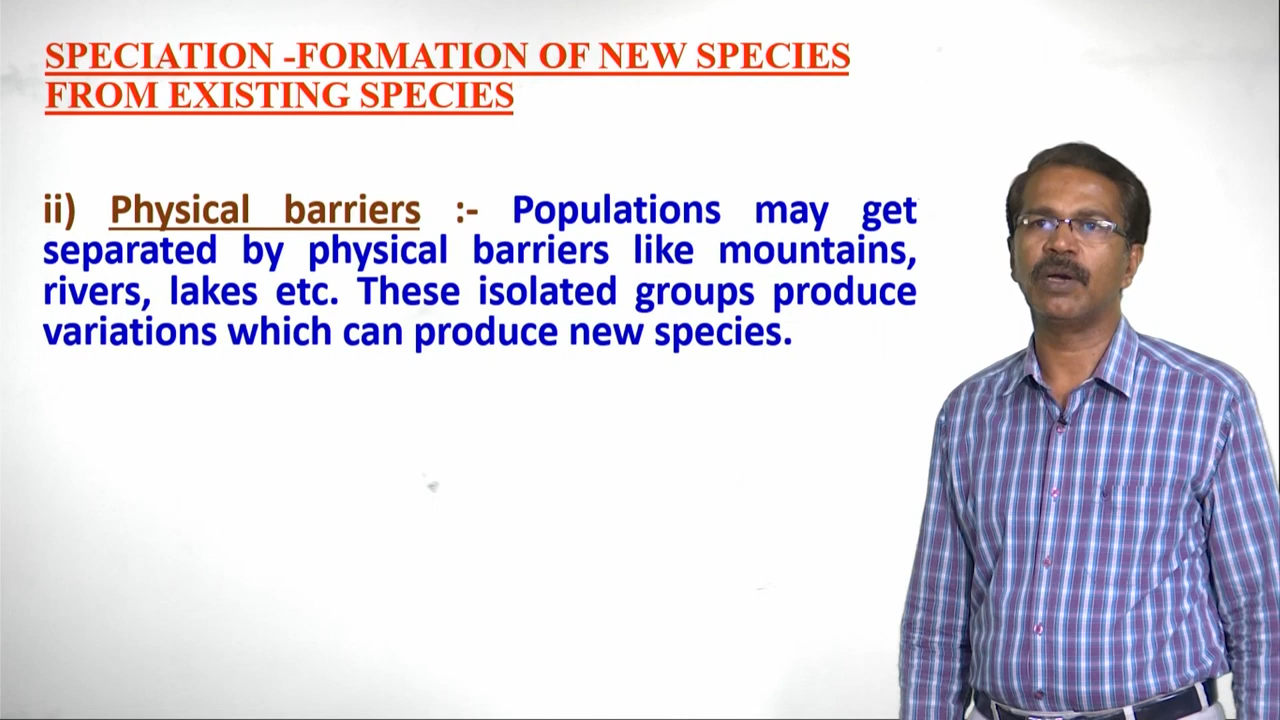 SPECIATION -FORMATION OF NEW SPECIES
FROM EXISTING SPECIES
ii) Physical barriers :- Populations may get
separated by physical barriers like mountains,
rivers, lakes etc. These isolated groups produce
variations which can produce new species.